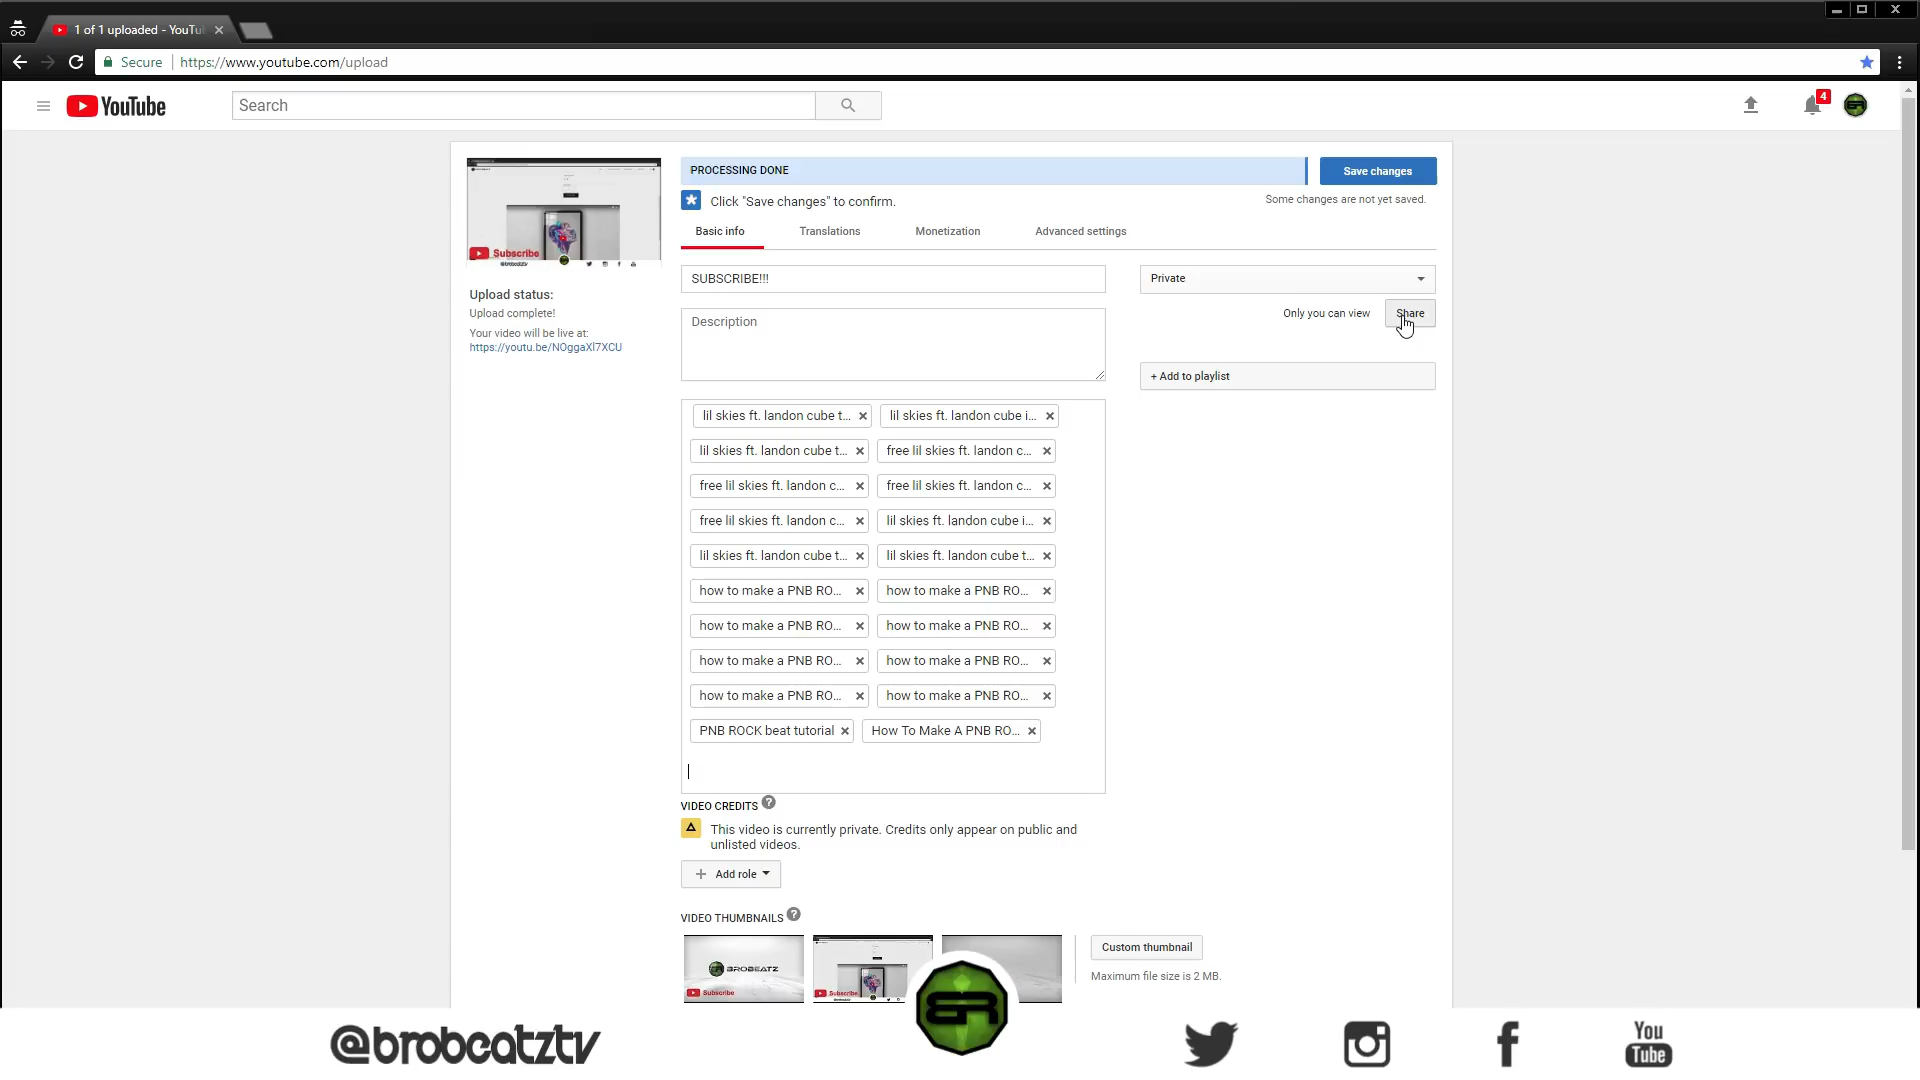 1 of 1 uploaded - YouTu
Secure
https://www.youtube.com/upload
YouTube
Search
4
PROCESSING DONE
Save changes
Click "Save changes" to confirm.
Some changes are not yet saved.
Basic info
Translations
Monetization
Advanced settings
Subscribe
@brobeatztv
SUBSCRIBE!!!
Private
Description
Only you can view
Share
Upload status:
Upload complete!
Your video will be live at:
https://youtu.be/NOggaXl7XCU
+ Add to playlist
lil skies ft. landon cube t...
lil skies ft. landon cube i...
lil skies ft. landon cube t...
free lil skies ft. landon c...
free lil skies ft. landon c...
free lil skies ft. landon c...
free lil skies ft. landon c...
lil skies ft. landon cube i...
lil skies ft. landon cube t...
lil skies ft. landon cube t...
how to make a PNB RO...
how to make a PNB RO...
how to make a PNB RO...
how to make a PNB RO...
how to make a PNB RO...
how to make a PNB RO...
how to make a PNB RO...
how to make a PNB RO...
PNB ROCK beat tutorial
How To Make A PNB RO...
VIDEO CREDITS ?
This video is currently private. Credits only appear on public and
unlisted videos.
+ Add role
VIDEO THUMBNAILS ?
BROBEATZ
Subscribe
Subscribe
Custom thumbnail
Maximum file size is 2 MB.
@brobeatztv
BR
You
Tube